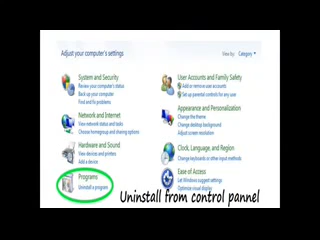 Adjust your computer's settings
View by: Category
System and Security
Review your computer's status
Back up your computer
Find and fix problems
Network and Internet
View network status and tasks
Choose homegroup and sharing options
Hardware and Sound
View devices and printers
Add a device
Programs
Uninstall a program
User Accounts and Family Safety
Add or remove user accounts
Set up parental controls for any user
Appearance and Personalization
Change the theme
Change desktop background
Adjust screen resolution
Clock, Language, and Region
Change keyboards or other input methods
Ease of Access
Let Windows suggest settings
Optimize visual display
Uninstall from control pannel